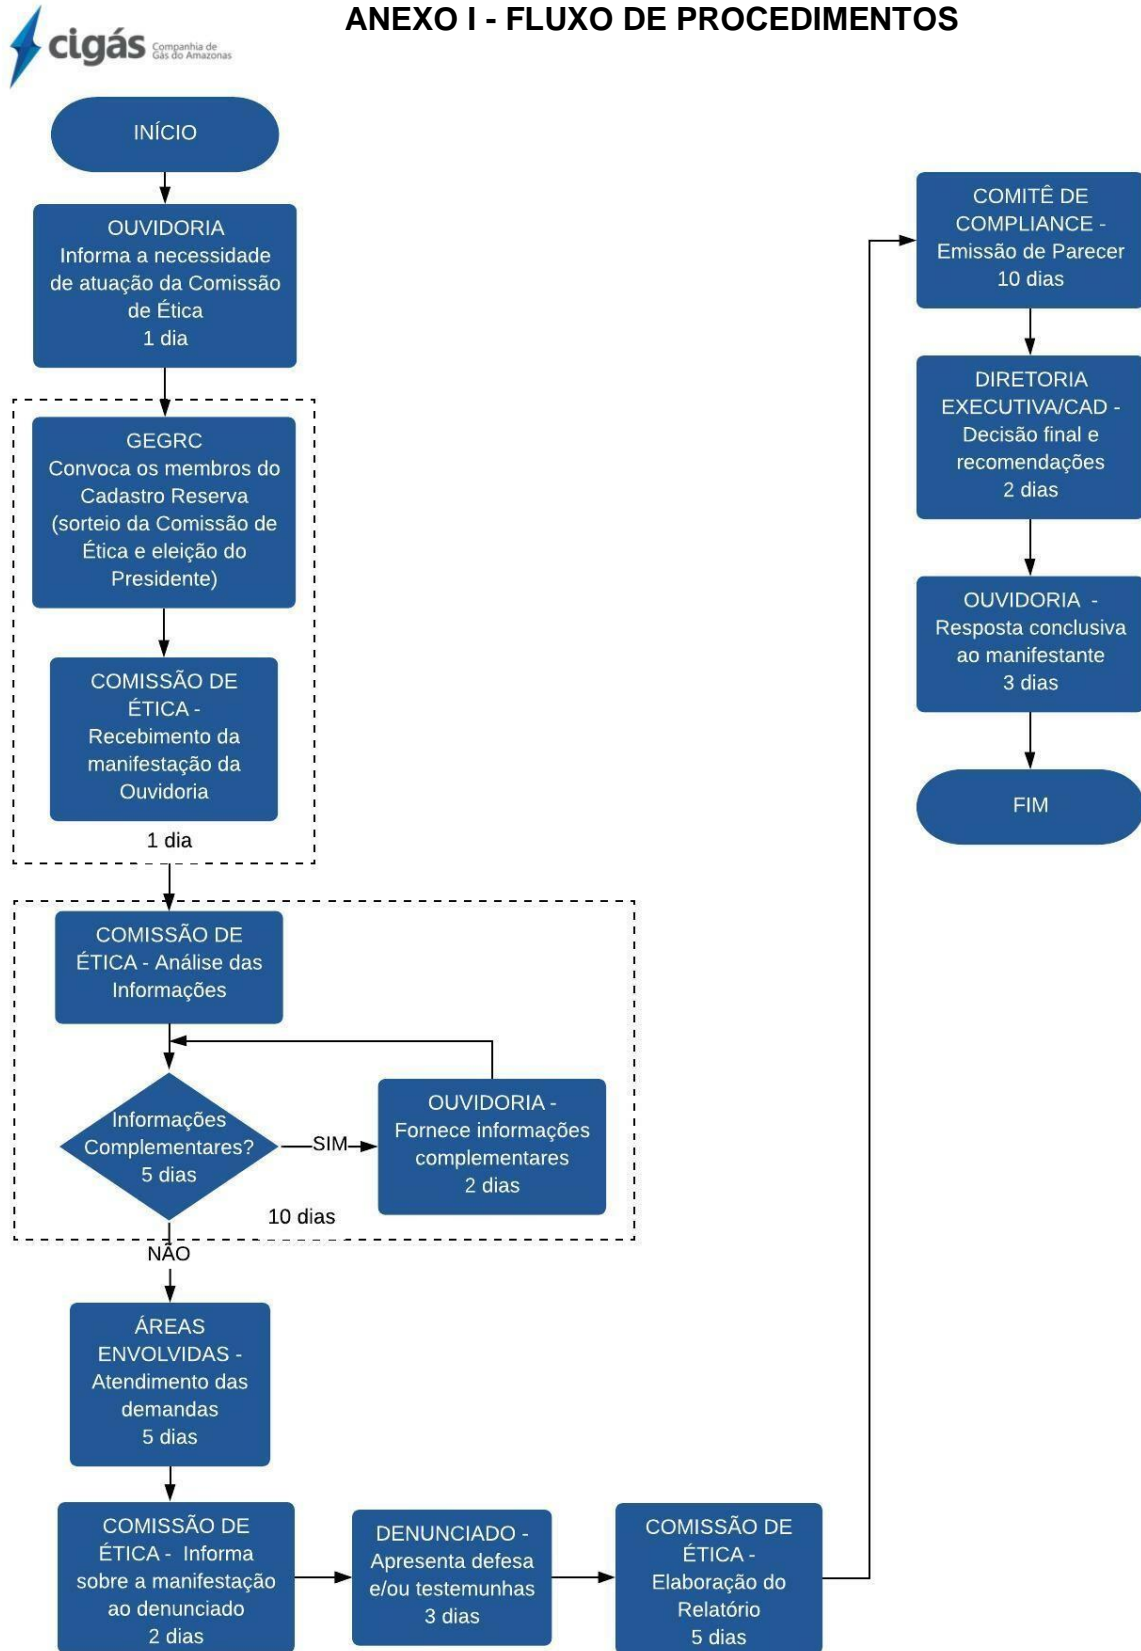 ANEXO I - FLUXO DE PROCEDIMENTOS
cigás
Companhia de
Gás do Amazonas
INÍCIO
OUVIDORIA
Informa a necessidade
de atuação da Comissão
de Ética
1 dia
GEGRC
Convoca os membros do
Cadastro Reserva
(sorteio da Comissão de
Ética e eleição do
Presidente)
COMISSÃO DE
ÉTICA -
Recebimento da
manifestação da
Ouvidoria
1 dia
COMISSÃO DE
ÉTICA - Análise das
Informações
Informações
Complementares?
5 dias
SIM
OUVIDORIA -
Fornece informações
complementares
2 dias
10 dias
NÃO
ÁREAS
ENVOLVIDAS -
Atendimento das
demandas
5 dias
COMISSÃO DE
ÉTICA - Informa
sobre a manifestação
ao denunciado
2 dias
DENUNCIADO -
Apresenta defesa
e/ou testemunhas
3 dias
COMISSÃO DE
ÉTICA -
Elaboração do
Relatório
5 dias
COMITÊ DE
COMPLIANCE -
Emissão de Parecer
10 dias
DIRETORIA
EXECUTIVA/CAD -
Decisão final e
recomendações
2 dias
OUVIDORIA -
Resposta conclusiva
ao manifestante
3 dias
FIM